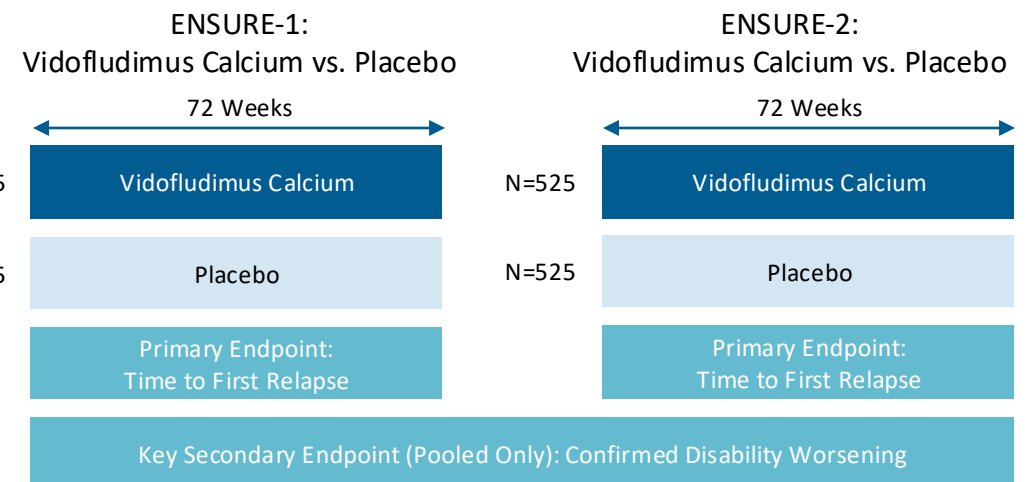 ENSURE-1:
Vidofludimus Calcium vs. Placebo
72 Weeks
5
Vidofludimus Calcium
5
Placebo
Primary Endpoint:
Time to First Relapse
ENSURE-2:
Vidofludimus Calcium vs. Placebo
72 Weeks
N=525
Vidofludimus Calcium
N=525
Placebo
Primary Endpoint:
Time to First Relapse
Key Secondary Endpoint (Pooled Only): Confirmed Disability Worsening